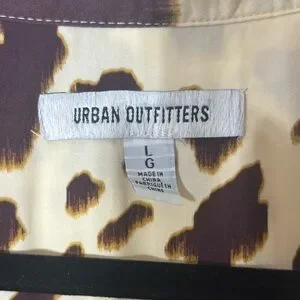 URBAN OUTFITTERS
L
G
MADE IN
CHINA
FABRIQUÉ EN
CHINE